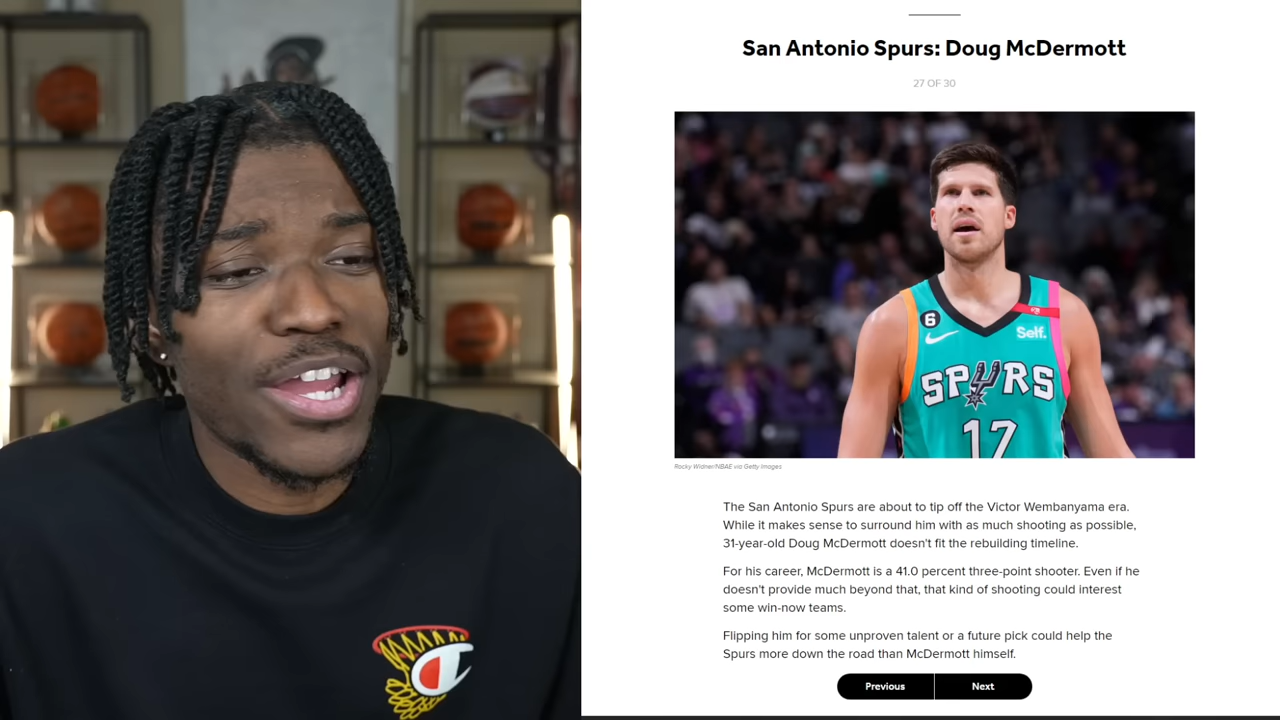 San Antonio Spurs: Doug McDermott
27 OF 30
6
Self.
SPURS
17
Rocky Widner/NBAE via Getty Images
The San Antonio Spurs are about to tip off the Victor Wembanyama era.
While it makes sense to surround him with as much shooting as possible,
31-year-old Doug McDermott doesn't fit the rebuilding timeline.
For his career, McDermott is a 41.0 percent three-point shooter. Even if he
doesn't provide much beyond that, that kind of shooting could interest
some win-now teams.
Flipping him for some unproven talent or a future pick could help the
Spurs more down the road than McDermott himself.
Previous
Next